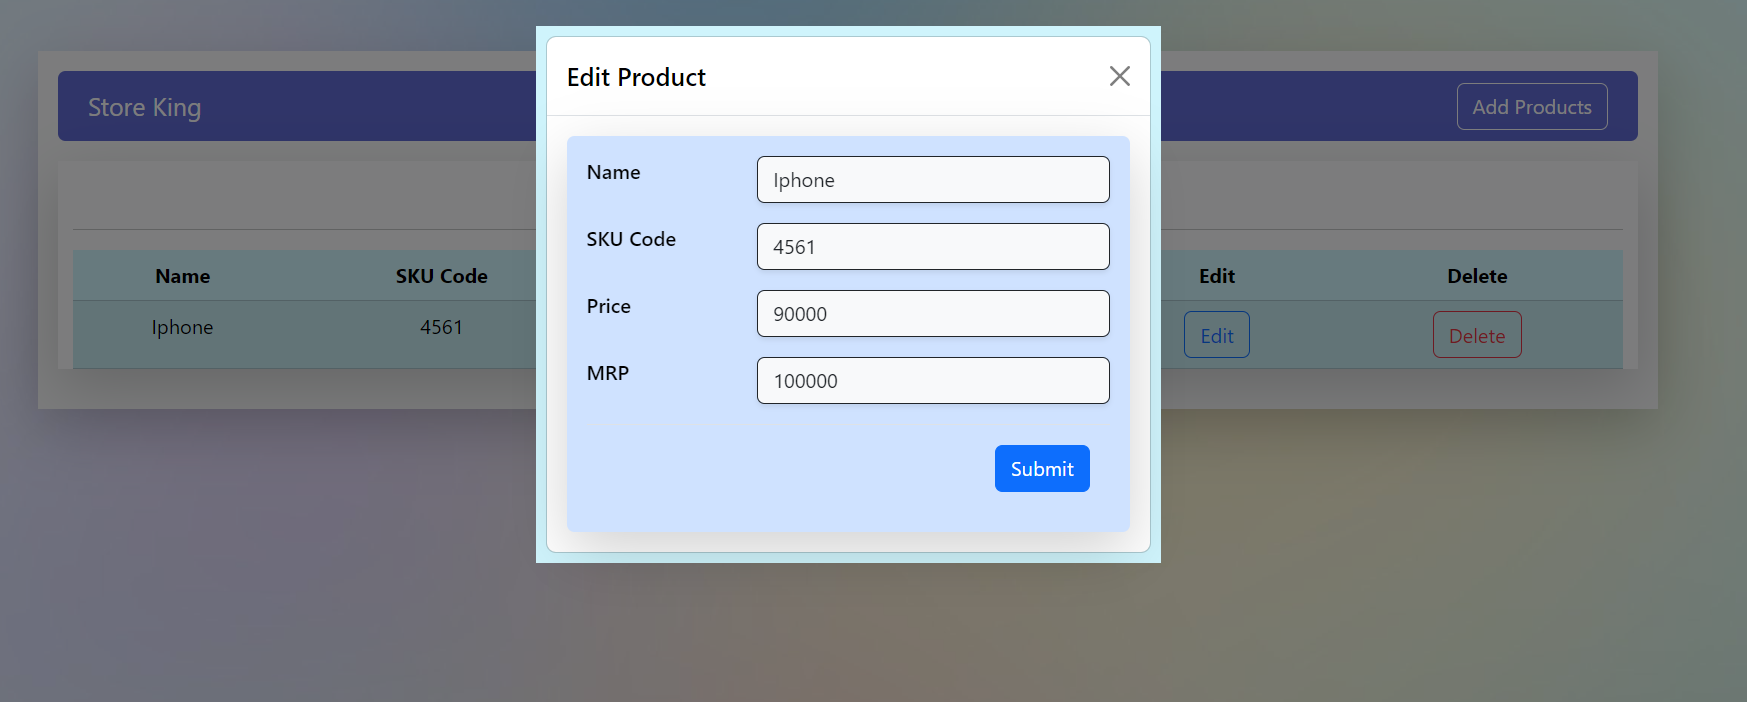 Store King
Add Products
Edit Product
Name
Iphone
SKU Code
4561
Price
90000
MRP
100000
Submit
Name
SKU Code
Edit
Delete
Iphone
4561
Edit
Delete